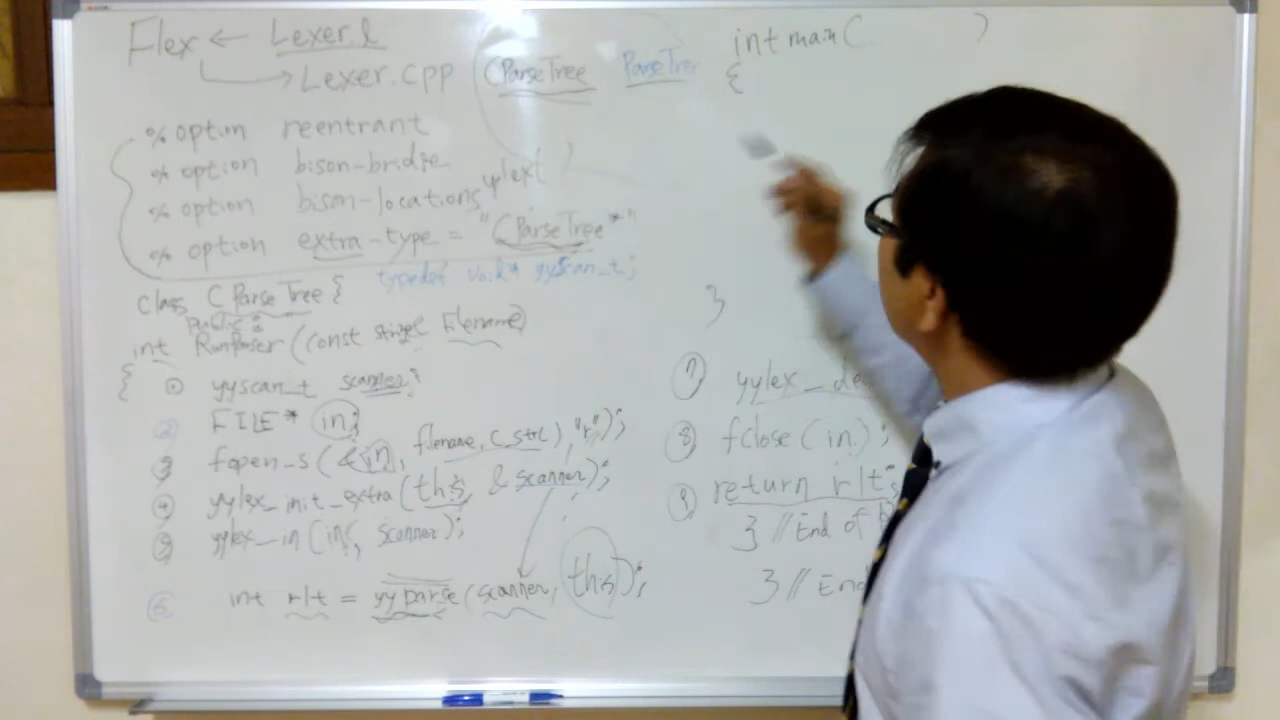 Flex ← Lexer.l
→ Lexer.cpp
CParseTree ParseTre
% option reentrant
% option bison-bridge
% option bison-locations yylex( )
% option extra-type = "CParseTree*"
typedef void* yyscan_t;
class CParseTree {
public:
int RunParser (const string& Filename)
{ ① yyscan_t scanner;
② FILE* in;
③ fopen_s (&in, filename.c_str(), "r");
④ yylex_init_extra (this, &scanner);
⑤ yylex_in (in, scanner);
⑥ int rlt = yyparse (scanner, this);
int main ( )
{
}
⑦ yylex_de
⑧ fclose (in);
⑨ return rlt;
} // End of
} // End